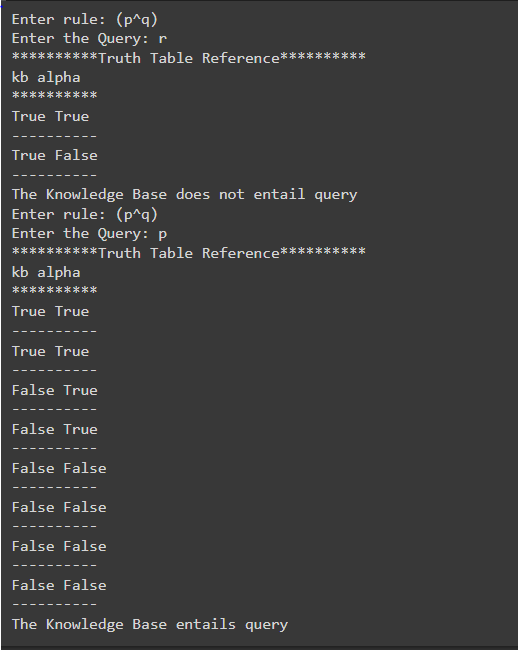 Enter rule: (p^q)
Enter the Query: r
**********Truth Table Reference**********
kb alpha
**********
True True
----------
True False
----------
The Knowledge Base does not entail query
Enter rule: (p^q)
Enter the Query: p
**********Truth Table Reference**********
kb alpha
**********
True True
----------
True True
----------
False True
----------
False True
----------
False False
----------
False False
----------
False False
----------
False False
----------
The Knowledge Base entails query